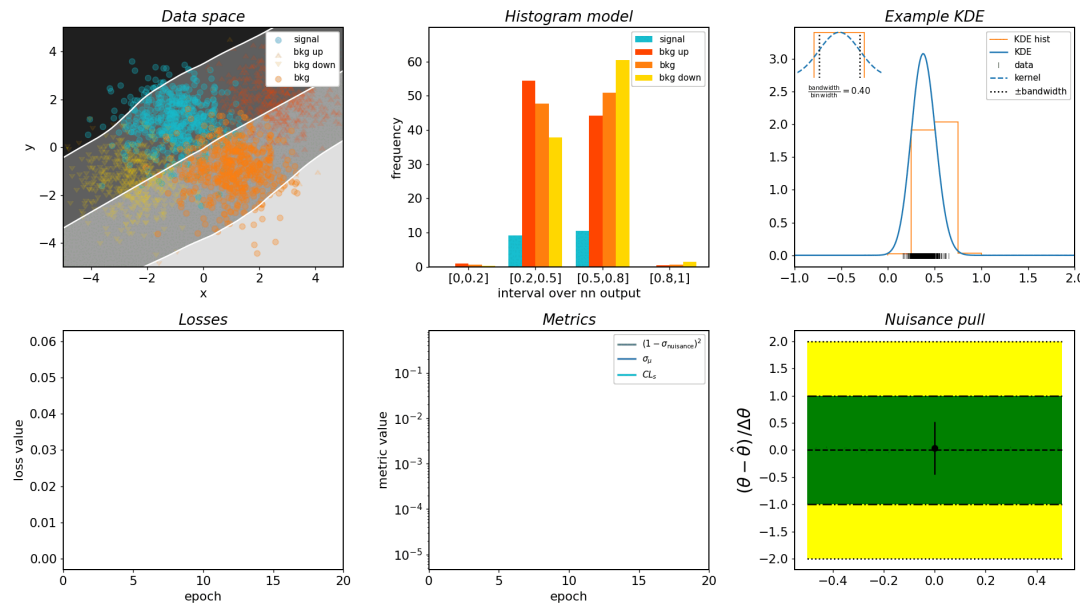 Data space
signal
bkg up
bkg down
bkg
y
4
2
0
−2
−4
−4 −2 0 2 4
x
Histogram model
signal
bkg up
bkg
bkg down
frequency
60
50
40
30
20
10
0
[0,0.2] [0.2,0.5] [0.5,0.8] [0.8,1]
interval over nn output
Example KDE
KDE hist
KDE
data
kernel
±bandwidth
bandwidth
bin width = 0.40
3.0
2.5
2.0
1.5
1.0
0.5
0.0
−1.0 −0.5 0.0 0.5 1.0 1.5 2.0
Losses
loss value
0.06
0.05
0.04
0.03
0.02
0.01
0.00
0 5 10 15 20
epoch
Metrics
(1 − σnuisance)²
σμ
CLs
metric value
10⁻¹
10⁻²
10⁻³
10⁻⁴
10⁻⁵
0 5 10 15 20
epoch
Nuisance pull
(θ − θ̂) /Δθ
2.0
1.5
1.0
0.5
0.0
−0.5
−1.0
−1.5
−2.0
−0.4 −0.2 0.0 0.2 0.4